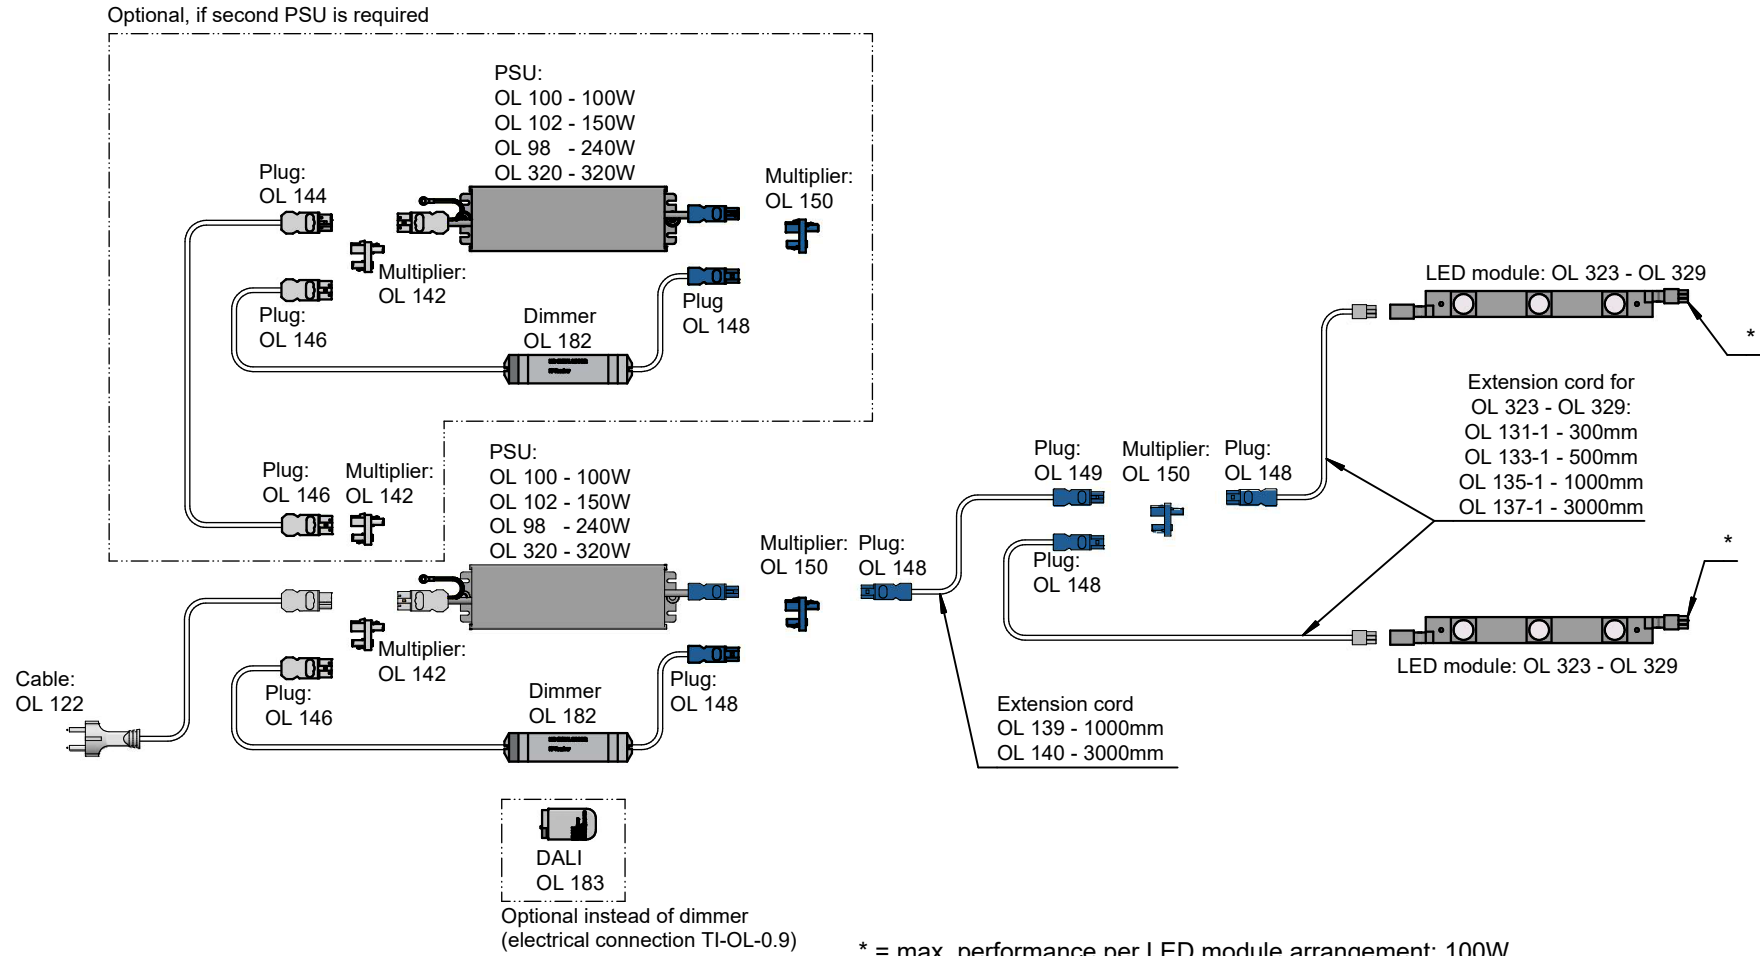 Optional, if second PSU is required
PSU:
OL 100 - 100W
OL 102 - 150W
OL 98 - 240W
OL 320 - 320W
Plug:
OL 144
Multiplier:
OL 150
Multiplier:
OL 142
Plug:
OL 146
Dimmer
OL 182
Plug
OL 148
LED module: OL 323 - OL 329
*
Extension cord for
OL 323 - OL 329:
OL 131-1 - 300mm
OL 133-1 - 500mm
OL 135-1 - 1000mm
OL 137-1 - 3000mm
Plug:
OL 146
Multiplier:
OL 142
PSU:
OL 100 - 100W
OL 102 - 150W
OL 98 - 240W
OL 320 - 320W
Plug:
OL 149
Multiplier:
OL 150
Plug:
OL 148
Multiplier:
OL 150
Plug:
OL 148
Plug:
OL 148
*
Multiplier:
OL 142
Cable:
OL 122
Plug:
OL 146
Dimmer
OL 182
Plug:
OL 148
LED module: OL 323 - OL 329
Extension cord
OL 139 - 1000mm
OL 140 - 3000mm
DALI
OL 183
Optional instead of dimmer
(electrical connection TI-OL-0.9)
* = max. performance per LED module arrangement: 100W